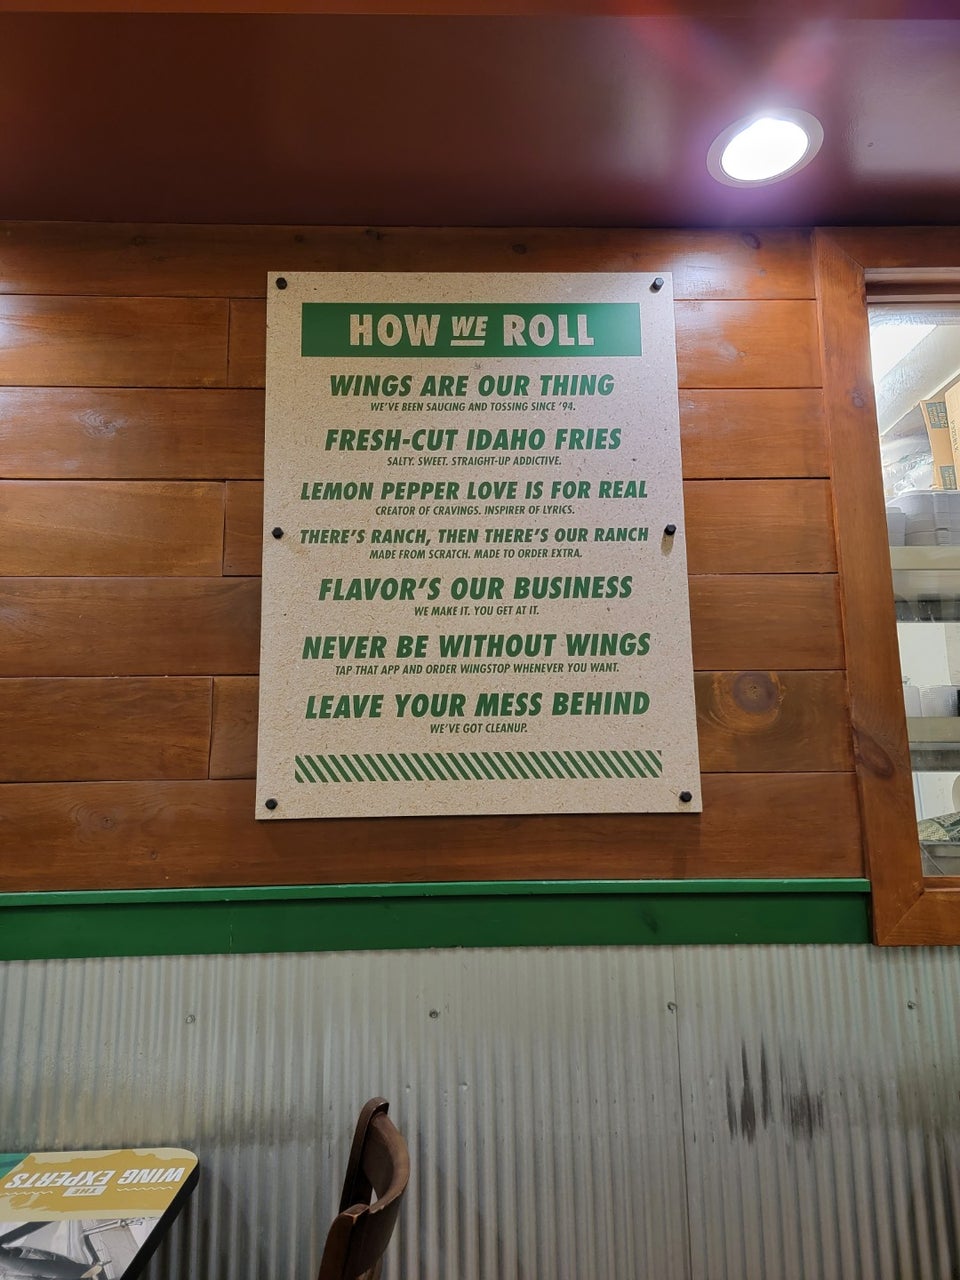 HOW WE ROLL
WINGS ARE OUR THING
WE'VE BEEN SAUCING AND TOSSING SINCE '94.
FRESH-CUT IDAHO FRIES
SALTY. SWEET. STRAIGHT-UP ADDICTIVE.
LEMON PEPPER LOVE IS FOR REAL
CREATOR OF CRAVINGS. INSPIRER OF LYRICS.
THERE'S RANCH, THEN THERE'S OUR RANCH
MADE FROM SCRATCH. MADE TO ORDER EXTRA.
FLAVOR'S OUR BUSINESS
WE MAKE IT. YOU GET AT IT.
NEVER BE WITHOUT WINGS
TAP THAT APP AND ORDER WINGSTOP WHENEVER YOU WANT.
LEAVE YOUR MESS BEHIND
WE'VE GOT CLEANUP.
THE
WING EXPERTS